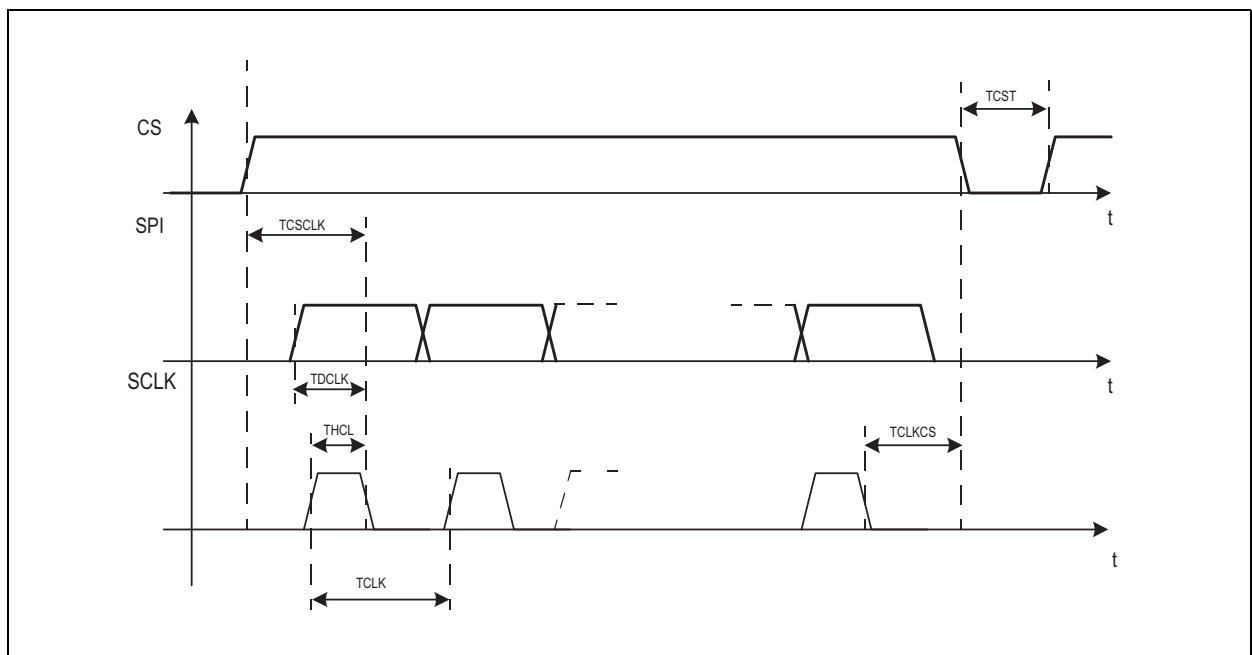 TCST
CS
t
SPI
TCSCLK
SCLK
TDCLK
t
THCL
TCLKCS
t
TCLK